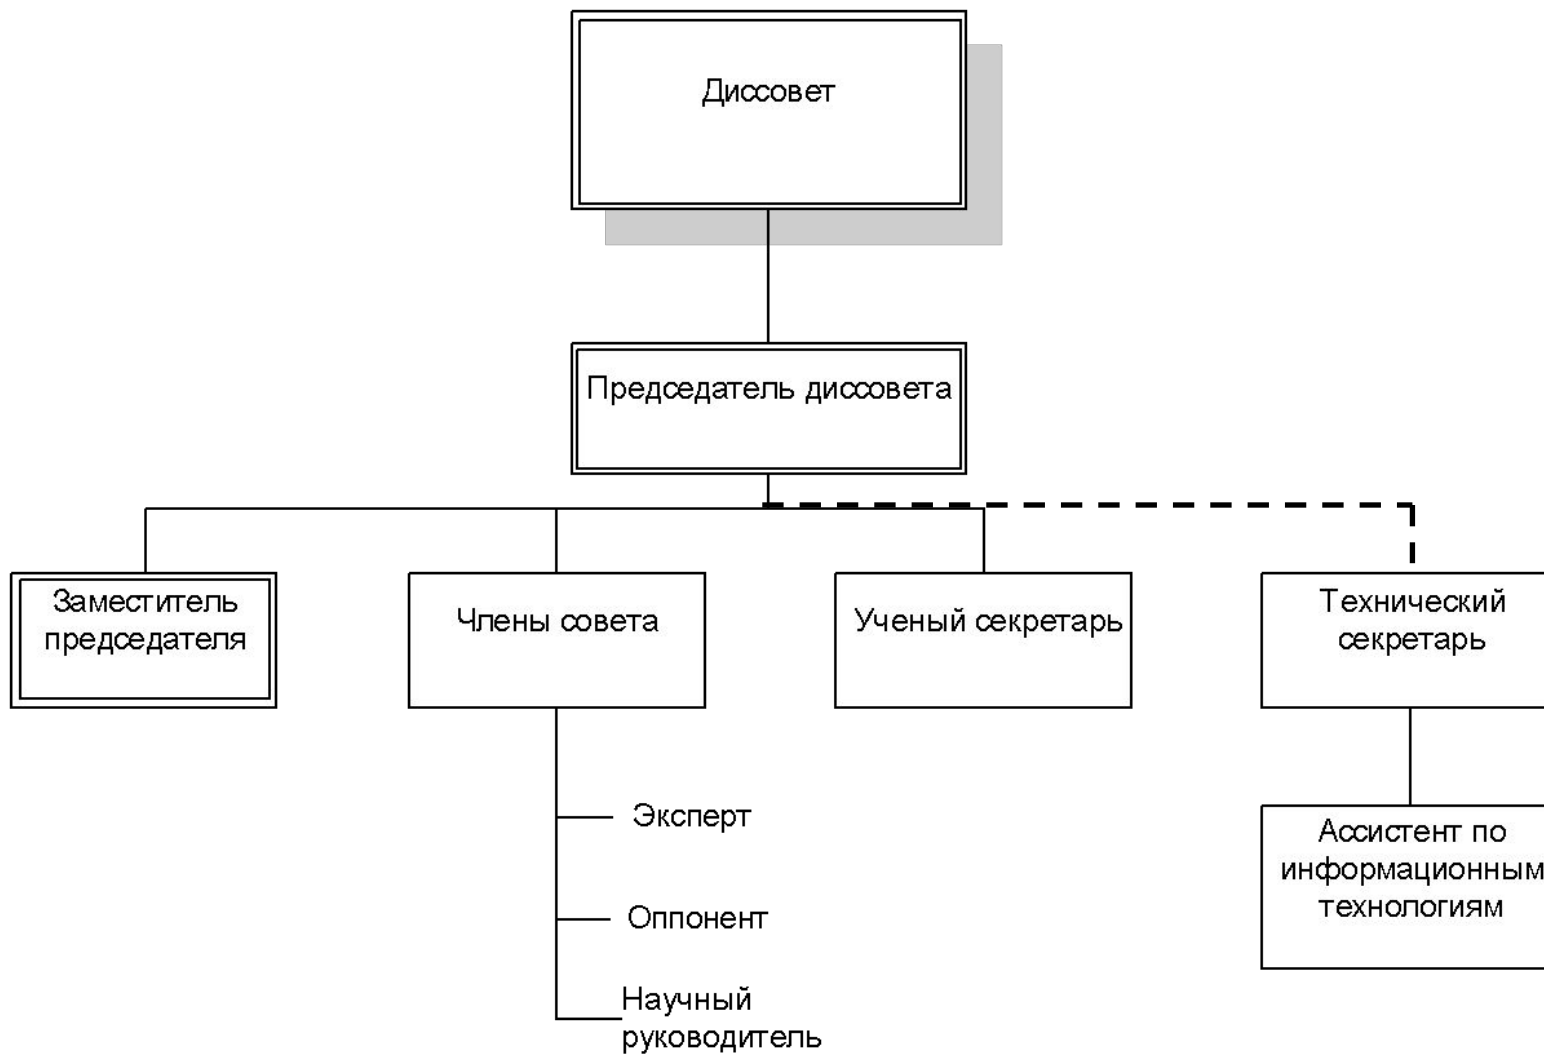 Диссовет
Председатель диссовета
Заместитель
председателя
Члены совета
Ученый секретарь
Технический
секретарь
Эксперт
Оппонент
Научный
руководитель
Ассистент по
информационным
технологиям